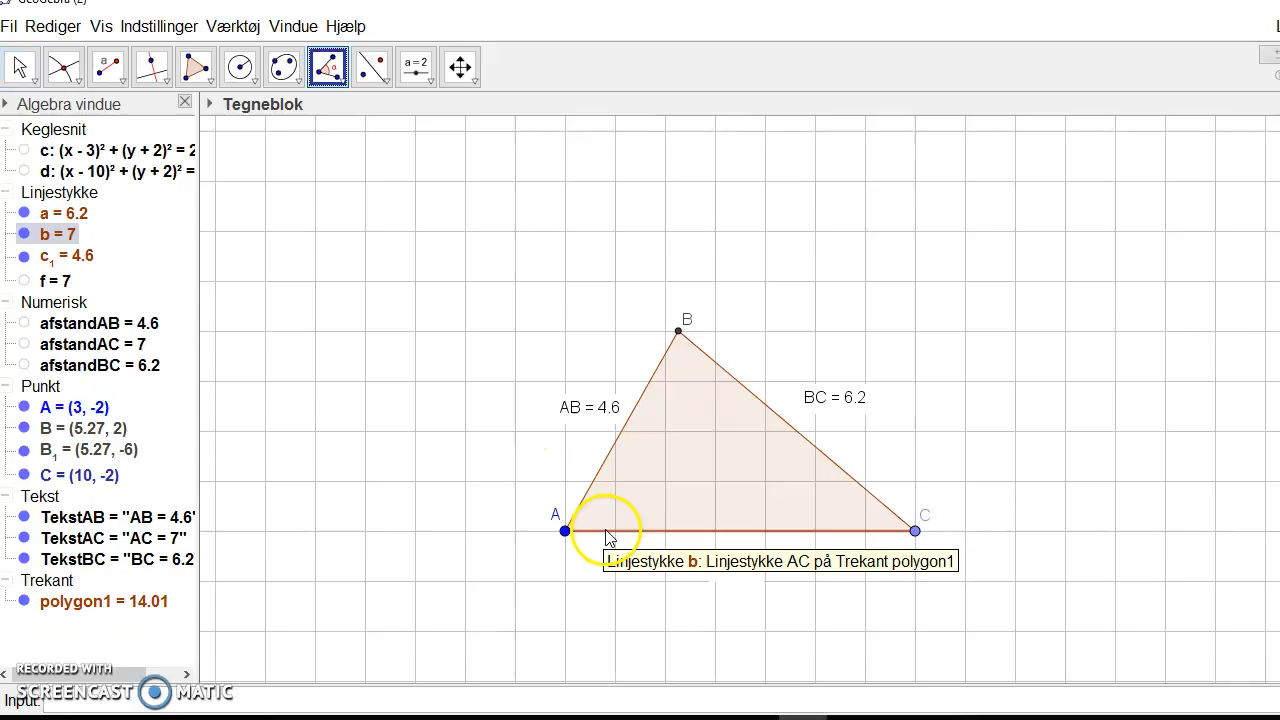 Fil Rediger Vis Indstillinger Værktøj Vindue Hjælp
a
α
a = 2
Algebra vindue
Tegneblok
Keglesnit
c: (x - 3)² + (y + 2)² = 2
d: (x - 10)² + (y + 2)² =
Linjestykke
a = 6.2
b = 7
c₁ = 4.6
f = 7
Numerisk
afstandAB = 4.6
afstandAC = 7
afstandBC = 6.2
Punkt
A = (3, -2)
B = (5.27, 2)
B₁ = (5.27, -6)
C = (10, -2)
Tekst
TekstAB = "AB = 4.6"
TekstAC = "AC = 7"
TekstBC = "BC = 6.2
Trekant
polygon1 = 14.01
B
AB = 4.6
BC = 6.2
A
C
Linjestykke b: Linjestykke AC på Trekant polygon1
RECORDED WITH
SCREENCAST MATIC
Input: